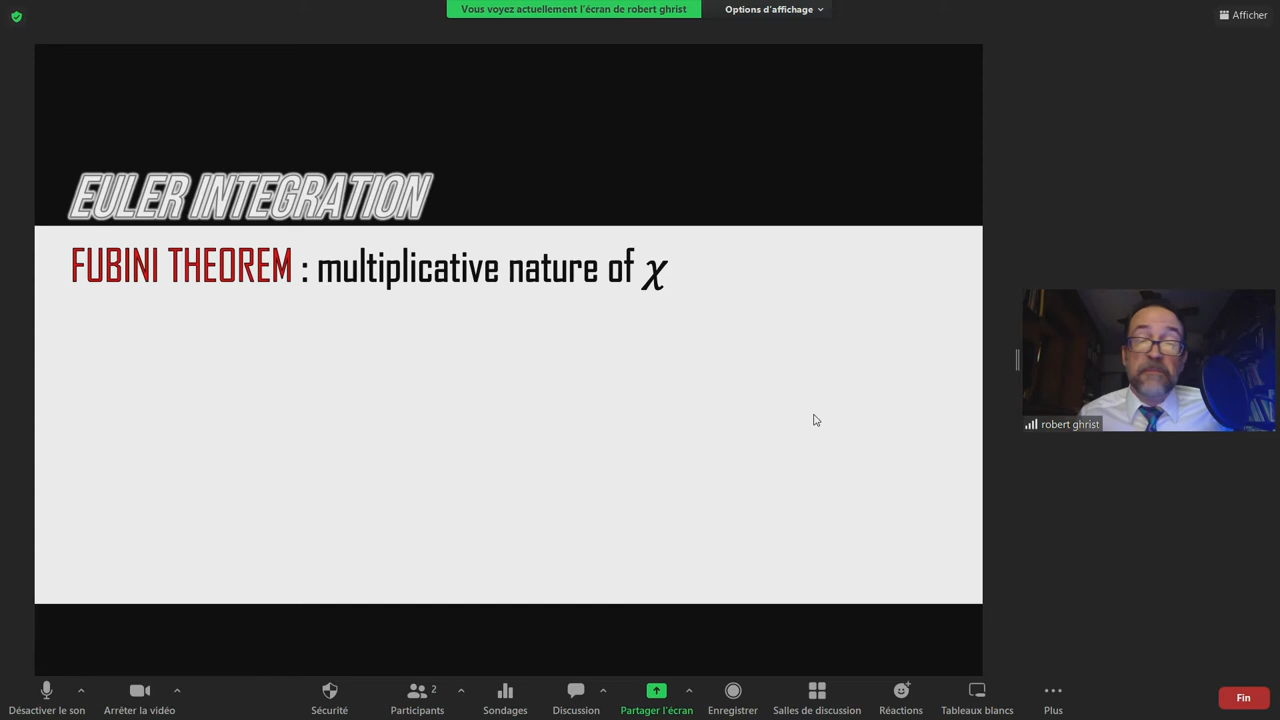 Vous voyez actuellement l'écran de robert ghrist
Options d'affichage
Afficher
EULER INTEGRATION
FUBINI THEOREM : multiplicative nature of χ
robert ghrist
Désactiver le son
Arrêter la vidéo
Sécurité
Participants 2
Sondages
Discussion
Partager l'écran
Enregistrer
Salles de discussion
Réactions
Tableaux blancs
Plus
Fin